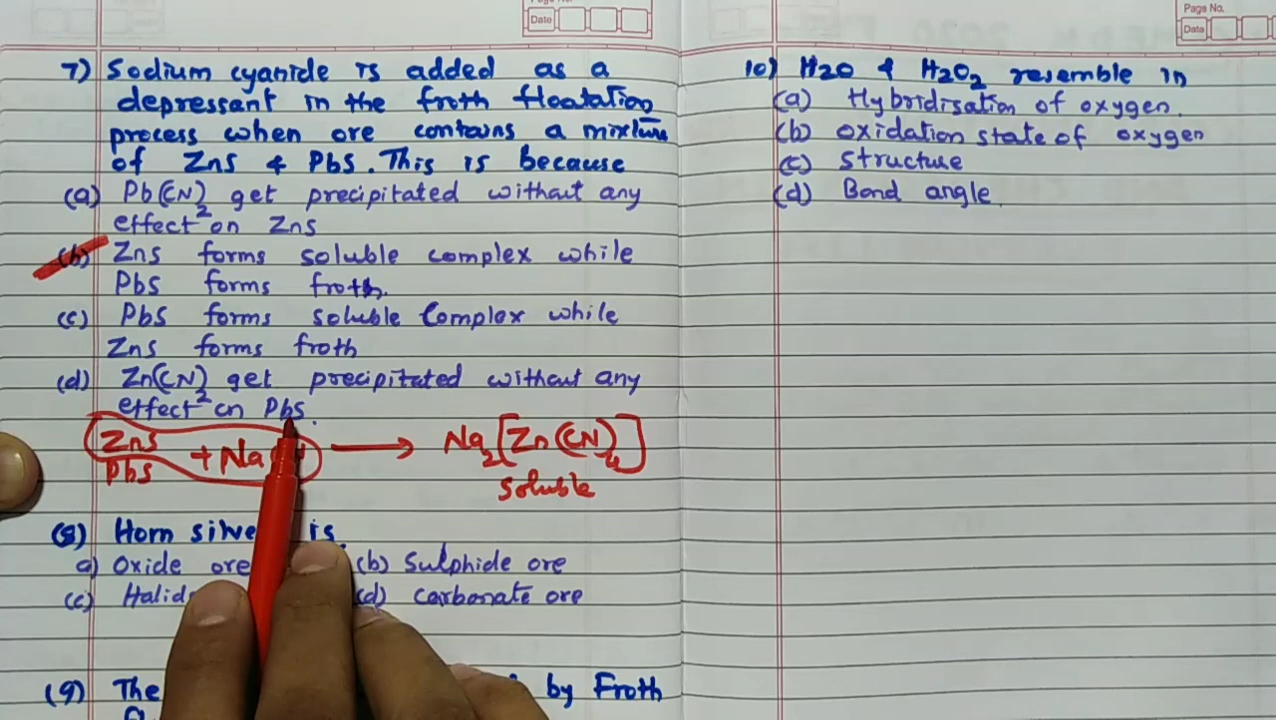 Date
Page No.
Date
7) Sodium cyanide is added as a
depressant in the froth floatation
process when ore contains a mixture
of ZnS & PbS. This is because
(a) Pb(CN)2 get precipitated without any
effect on ZnS
(b) ZnS forms soluble complex while
PbS forms froth.
(c) PbS forms soluble Complex while
ZnS forms froth
(d) Zn(CN)2 get precipitated without any
effect on PbS.
ZnS
PbS + Na → Na2[Zn(CN)4]
Soluble
(8) Horn is.
a) Oxide ore (b) Sulphide ore
(c) (d) Carbonate ore
(9) The by Froth
10) H2O & H2O2 resemble in
(a) Hybridisation of oxygen.
(b) oxidation state of oxygen
(c) Structure
(d) Bond angle.